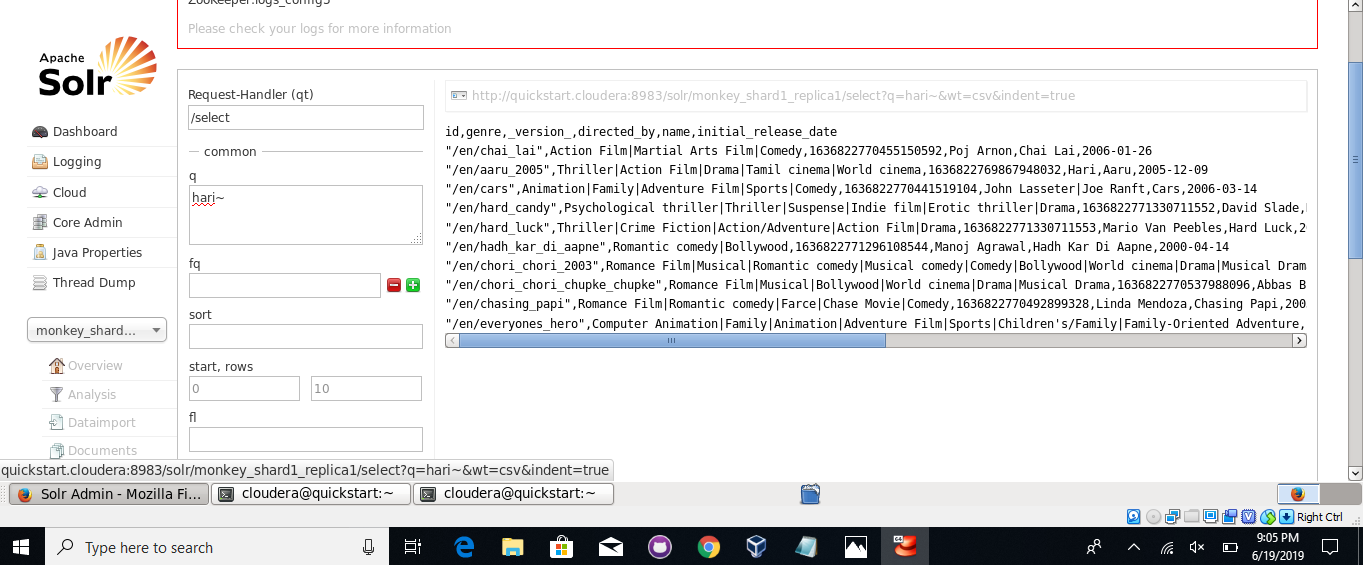 ZooKeeper:logs_config5
Please check your logs for more information
Apache
Solr
Dashboard
Logging
Cloud
Core Admin
Java Properties
Thread Dump
monkey_shard...
Overview
Analysis
Dataimport
Documents
Request-Handler (qt)
/select
common
q
hari~
fq
sort
start, rows
0
10
fl
http://quickstart.cloudera:8983/solr/monkey_shard1_replica1/select?q=hari~&wt=csv&indent=true
id,genre,_version_,directed_by,name,initial_release_date
"/en/chai_lai",Action Film|Martial Arts Film|Comedy,1636822770455150592,Poj Arnon,Chai Lai,2006-01-26
"/en/aaru_2005",Thriller|Action Film|Drama|Tamil cinema|World cinema,1636822769867948032,Hari,Aaru,2005-12-09
"/en/cars",Animation|Family|Adventure Film|Sports|Comedy,1636822770441519104,John Lasseter|Joe Ranft,Cars,2006-03-14
"/en/hard_candy",Psychological thriller|Thriller|Suspense|Indie film|Erotic thriller|Drama,1636822771330711552,David Slade,
"/en/hard_luck",Thriller|Crime Fiction|Action/Adventure|Action Film|Drama,1636822771330711553,Mario Van Peebles,Hard Luck,2
"/en/hadh_kar_di_aapne",Romantic comedy|Bollywood,1636822771296108544,Manoj Agrawal,Hadh Kar Di Aapne,2000-04-14
"/en/chori_chori_2003",Romance Film|Musical|Romantic comedy|Musical comedy|Comedy|Bollywood|World cinema|Drama|Musical Dram
"/en/chori_chori_chupke_chupke",Romance Film|Musical|Bollywood|World cinema|Drama|Musical Drama,1636822770537988096,Abbas B
"/en/chasing_papi",Romance Film|Romantic comedy|Farce|Chase Movie|Comedy,1636822770492899328,Linda Mendoza,Chasing Papi,200
"/en/everyones_hero",Computer Animation|Family|Animation|Adventure Film|Sports|Children's/Family|Family-Oriented Adventure,
quickstart.cloudera:8983/solr/monkey_shard1_replica1/select?q=hari~&wt=csv&indent=true
Solr Admin - Mozilla Fi...
cloudera@quickstart:~
cloudera@quickstart:~
Right Ctrl
Type here to search
64
9:05 PM
6/19/2019